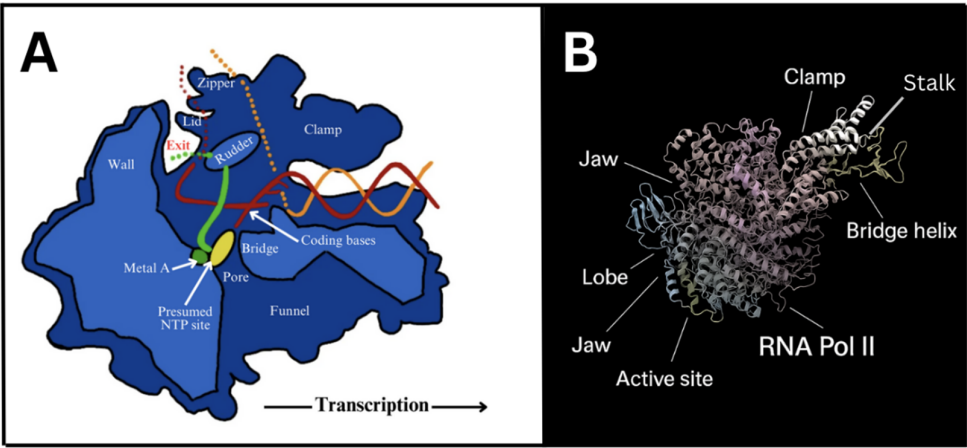 A
Zipper
Lid
Clamp
Exit
Rudder
Wall
Coding bases
Bridge
Metal A
Pore
Presumed
NTP site
Funnel
Transcription
B
Clamp
Stalk
Jaw
Bridge helix
Lobe
Jaw
RNA Pol II
Active site